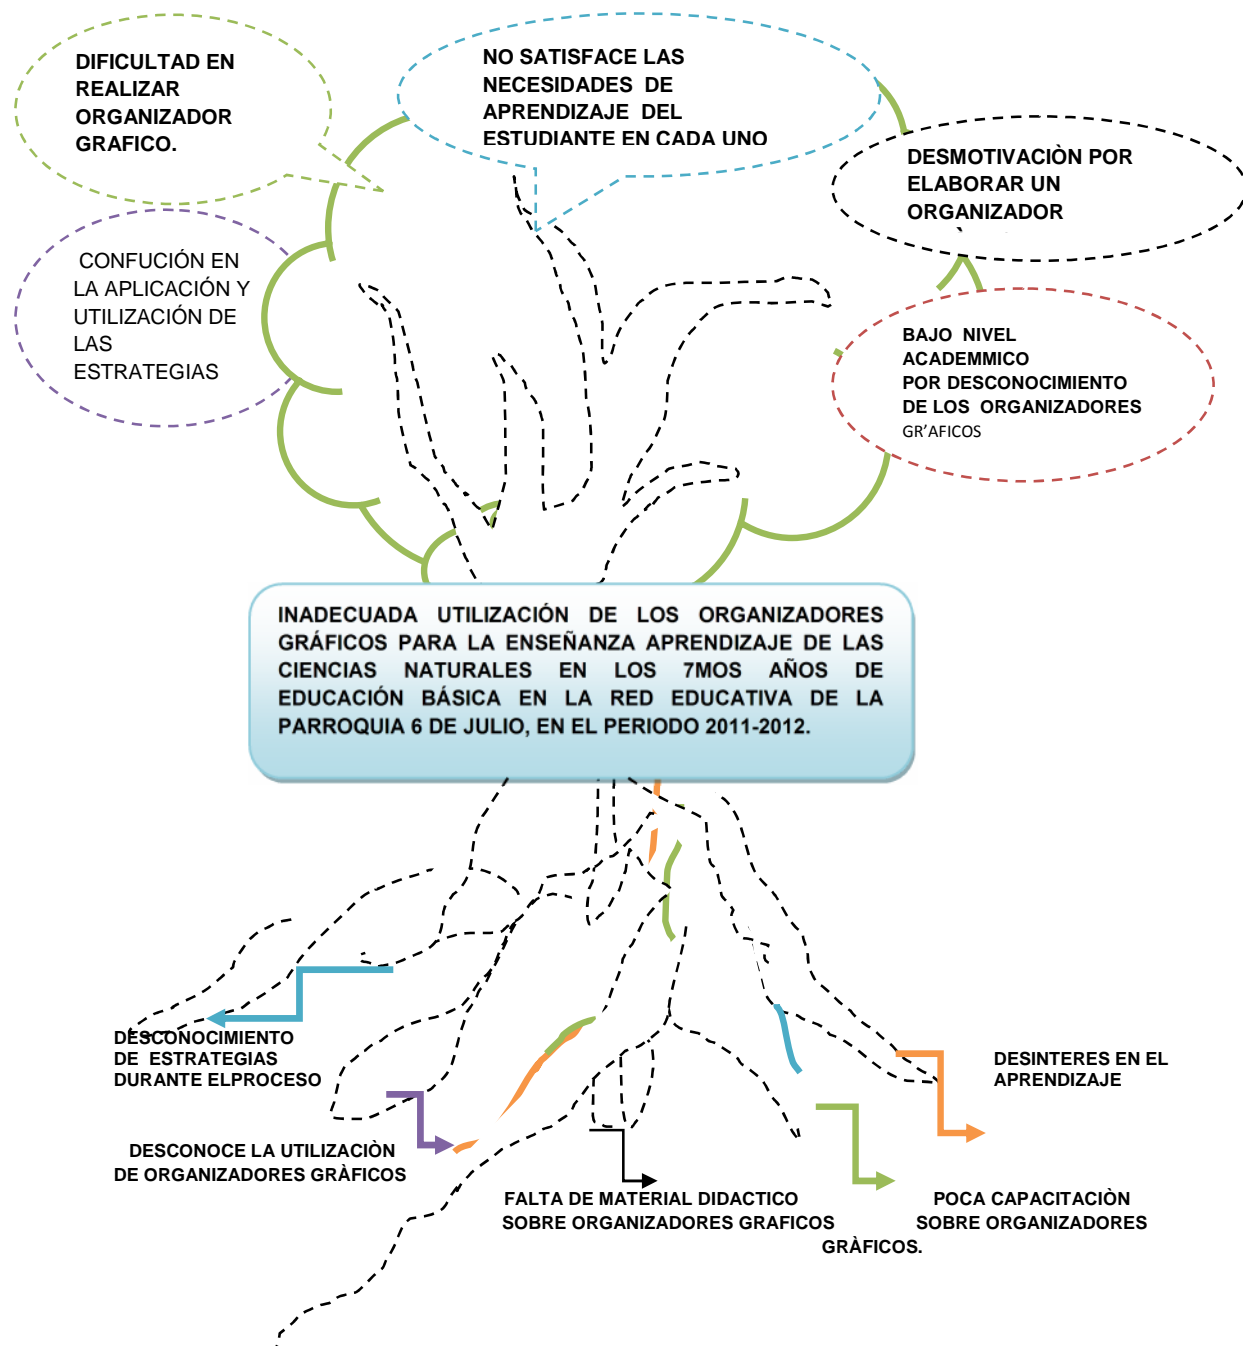 DIFICULTAD EN
REALIZAR
ORGANIZADOR
GRAFICO.
NO SATISFACE LAS
NECESIDADES DE
APRENDIZAJE DEL
ESTUDIANTE EN CADA UNO
DESMOTIVACIÒN POR
ELABORAR UN
ORGANIZADOR
CONFUCIÓN EN
LA APLICACIÓN Y
UTILIZACIÓN DE
LAS
ESTRATEGIAS
BAJO NIVEL
ACADEMMICO
POR DESCONOCIMIENTO
DE LOS ORGANIZADORES
GR’AFICOS
INADECUADA UTILIZACIÓN DE LOS ORGANIZADORES
GRÁFICOS PARA LA ENSEÑANZA APRENDIZAJE DE LAS
CIENCIAS NATURALES EN LOS 7MOS AÑOS DE
EDUCACIÓN BÁSICA EN LA RED EDUCATIVA DE LA
PARROQUIA 6 DE JULIO, EN EL PERIODO 2011-2012.
DESCONOCIMIENTO
DE ESTRATEGIAS
DURANTE ELPROCESO
DESINTERES EN EL
APRENDIZAJE
DESCONOCE LA UTILIZACIÒN
DE ORGANIZADORES GRÀFICOS
FALTA DE MATERIAL DIDACTICO
SOBRE ORGANIZADORES GRAFICOS
POCA CAPACITACIÒN
SOBRE ORGANIZADORES
GRÀFICOS.